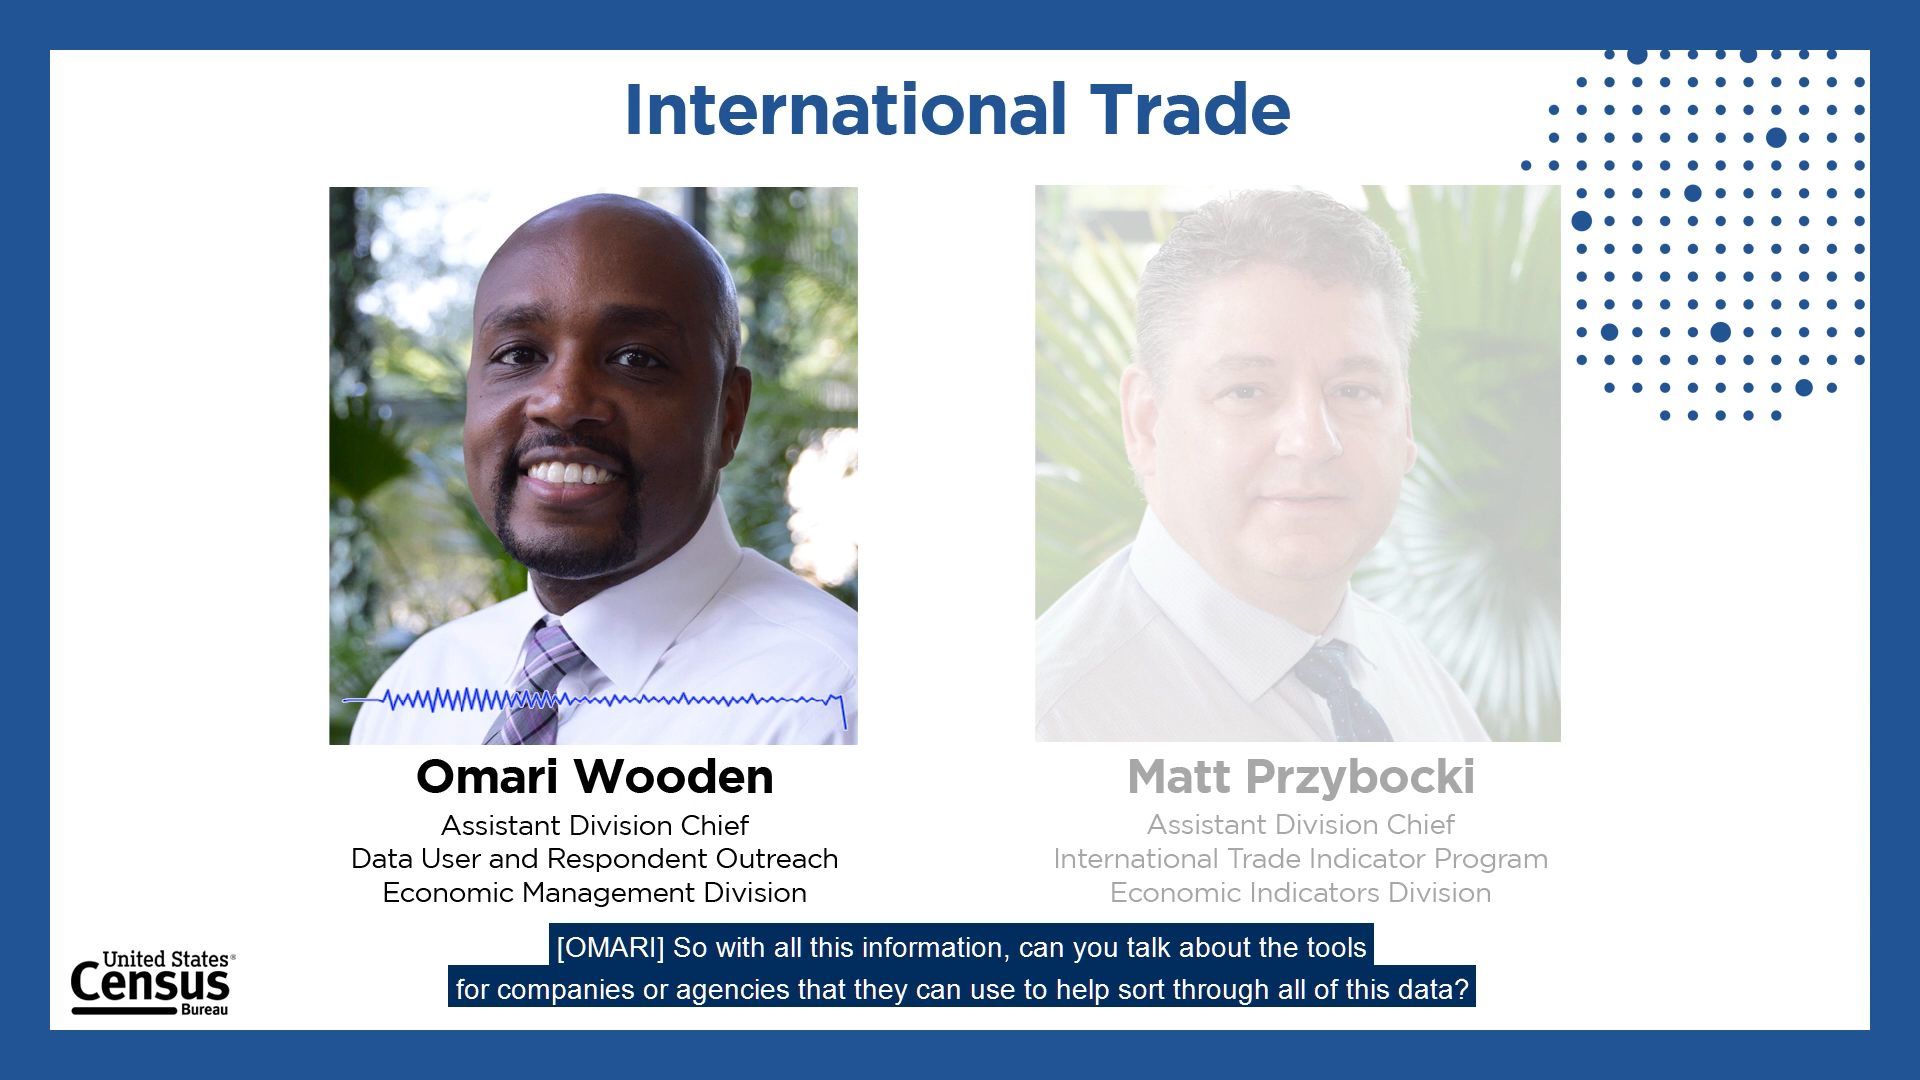 International Trade
Omari Wooden
Assistant Division Chief
Data User and Respondent Outreach
Economic Management Division
Matt Przybocki
Assistant Division Chief
International Trade Indicator Program
Economic Indicators Division
[OMARI] So with all this information, can you talk about the tools
for companies or agencies that they can use to help sort through all of this data?
United States®
Census
Bureau